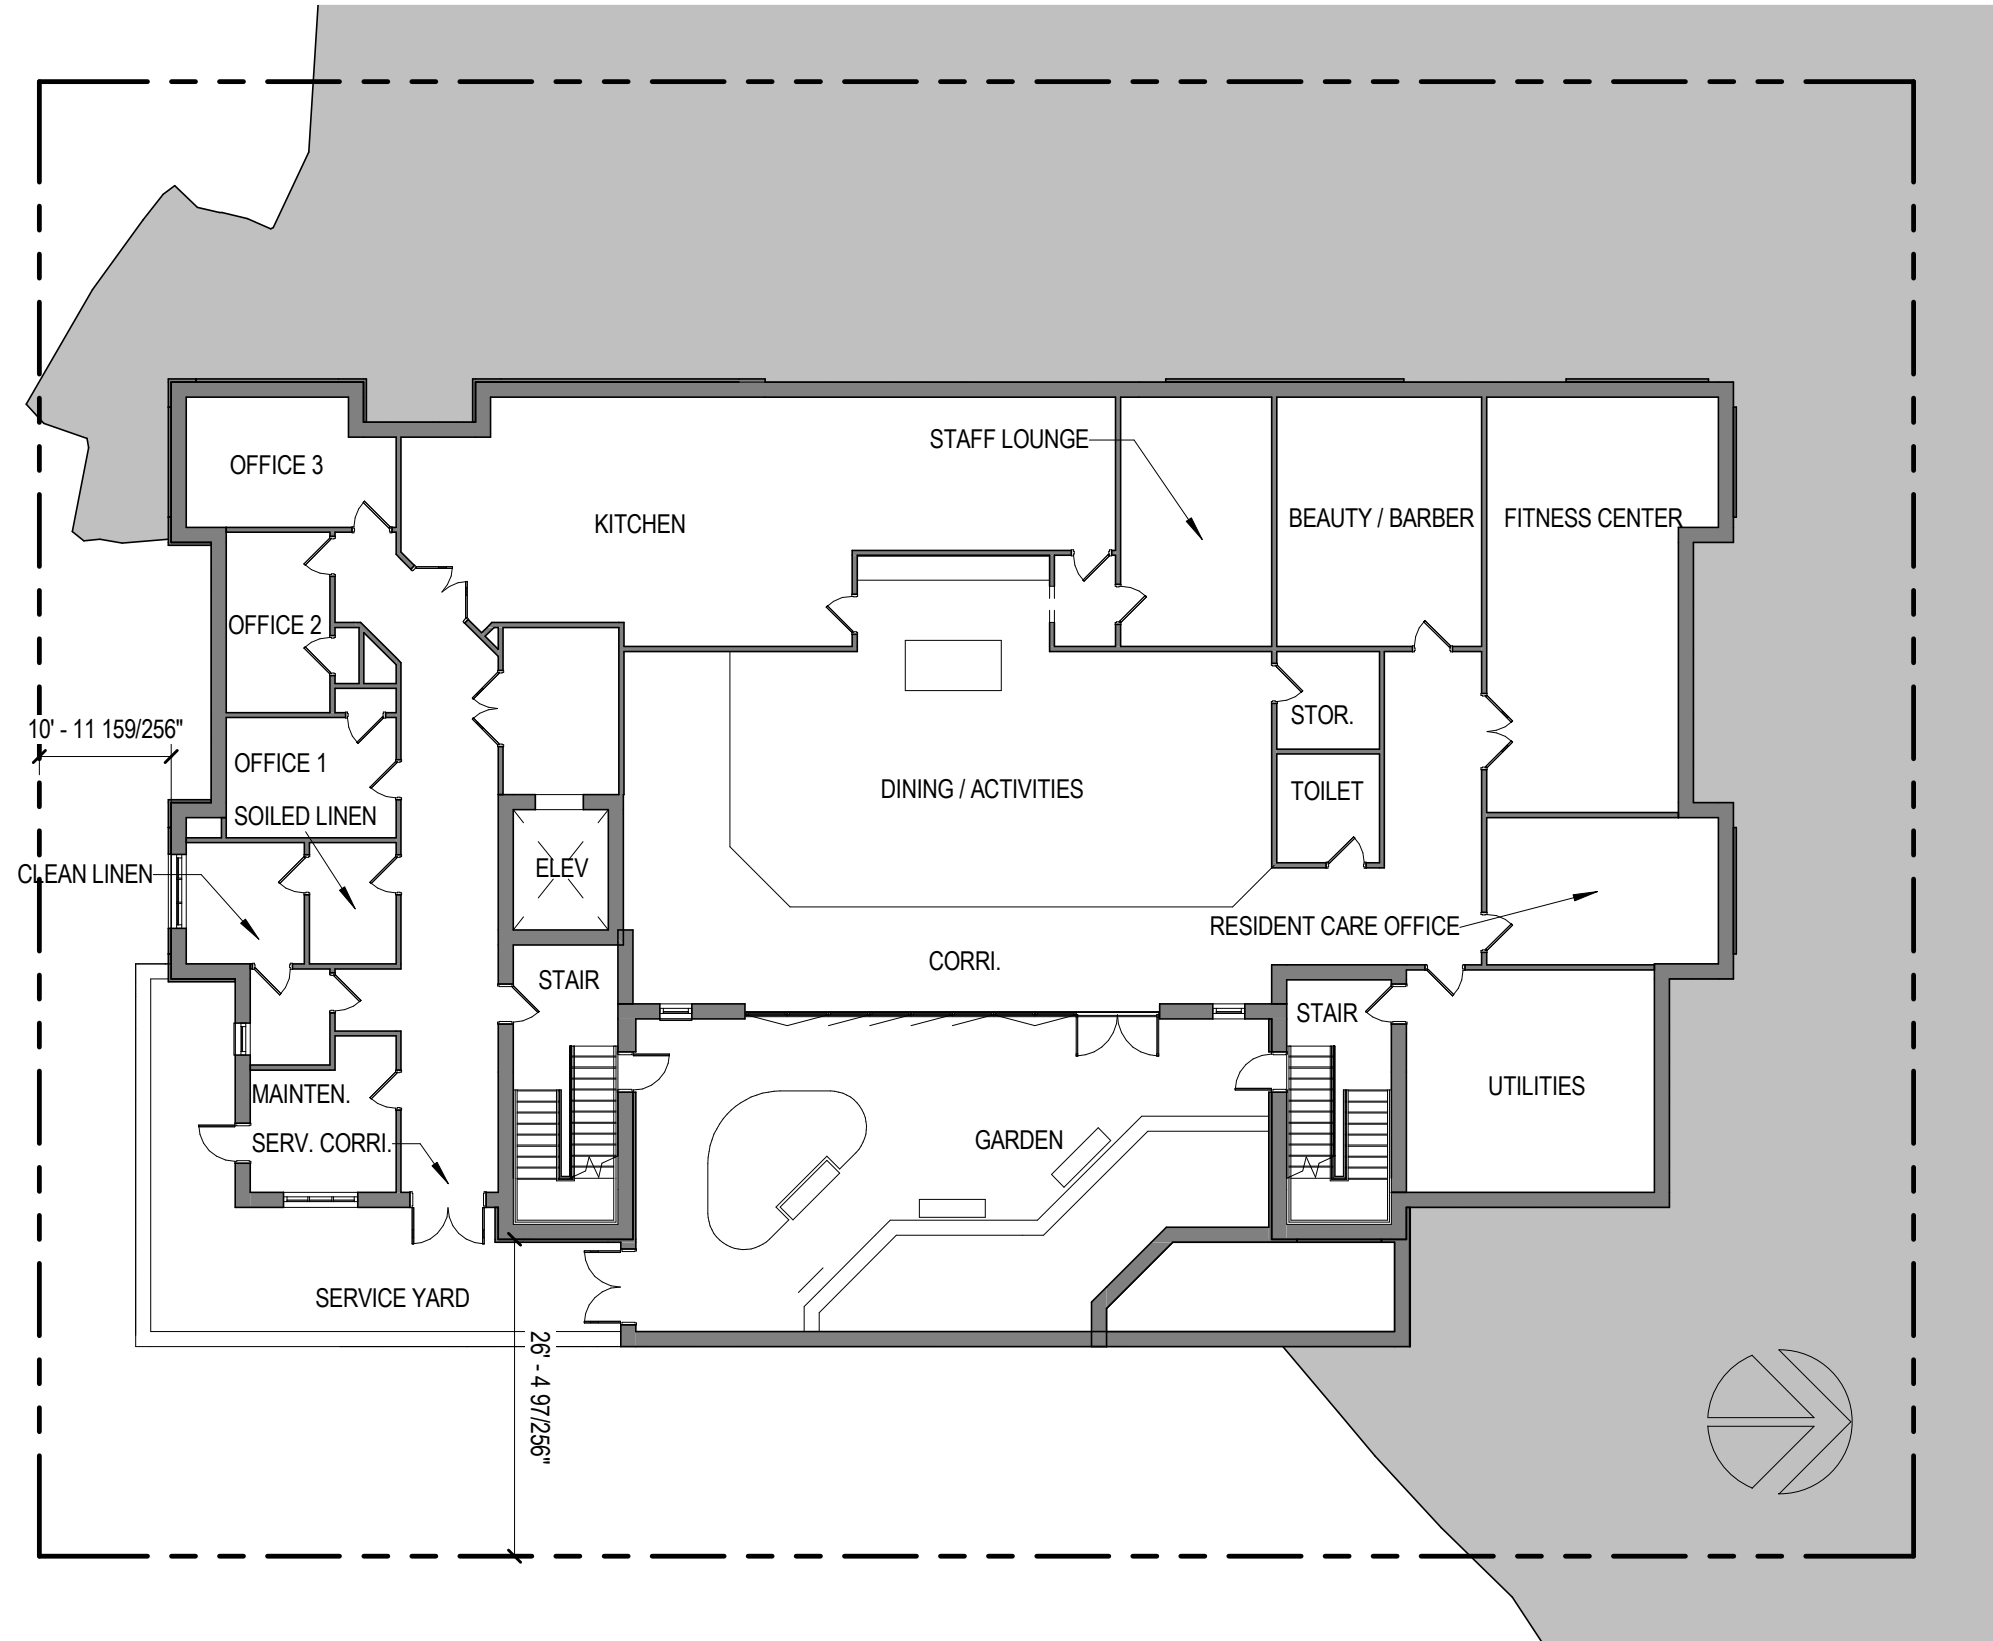 STAFF LOUNGE
OFFICE 3
KITCHEN
BEAUTY / BARBER
FITNESS CENTER
OFFICE 2
STOR.
10' - 11 159/256"
OFFICE 1
DINING / ACTIVITIES
TOILET
SOILED LINEN
CLEAN LINEN
ELEV
RESIDENT CARE OFFICE
CORRI.
STAIR
STAIR
MAINTEN.
UTILITIES
SERV. CORRI.
GARDEN
SERVICE YARD
26' - 4 97/256"